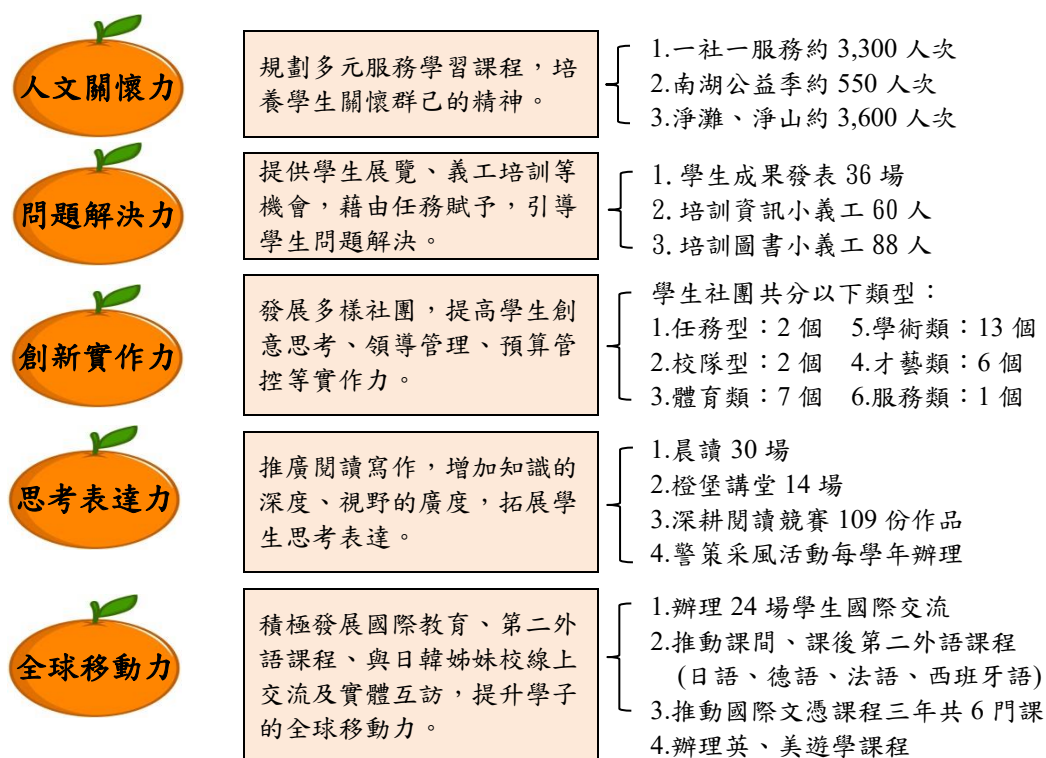 人文關懷力
規劃多元服務學習課程，培
養學生關懷群己的精神。
1.一社一服務約 3,300 人次
2.南湖公益季約 550 人次
3.淨灘、淨山約 3,600 人次
問題解決力
提供學生展覽、義工培訓等
機會，藉由任務賦予，引導
學生問題解決。
1.學生成果發表 36 場
2.培訓資訊小義工 60 人
3.培訓圖書小義工 88 人
創新實作力
發展多樣社團，提高學生創
意思考、領導管理、預算管
控等實作力。
學生社團共分以下類型：
1.任務型：2 個 5.學術類：13 個
2.校隊型：2 個 4.才藝類：6 個
3.體育類：7 個 6.服務類：1 個
思考表達力
推廣閱讀寫作，增加知識的
深度、視野的廣度，拓展學
生思考表達。
1.晨讀 30 場
2.橙堡講堂 14 場
3.深耕閱讀競賽 109 份作品
4.警策采風活動每學年辦理
全球移動力
積極發展國際教育、第二外
語課程、與日韓姊妹校線上
交流及實體互訪，提升學子
的全球移動力。
1.辦理 24 場學生國際交流
2.推動課間、課後第二外語課程
(日語、德語、法語、西班牙語)
3.推動國際文憑課程三年共 6 門課
4.辦理英、美遊學課程